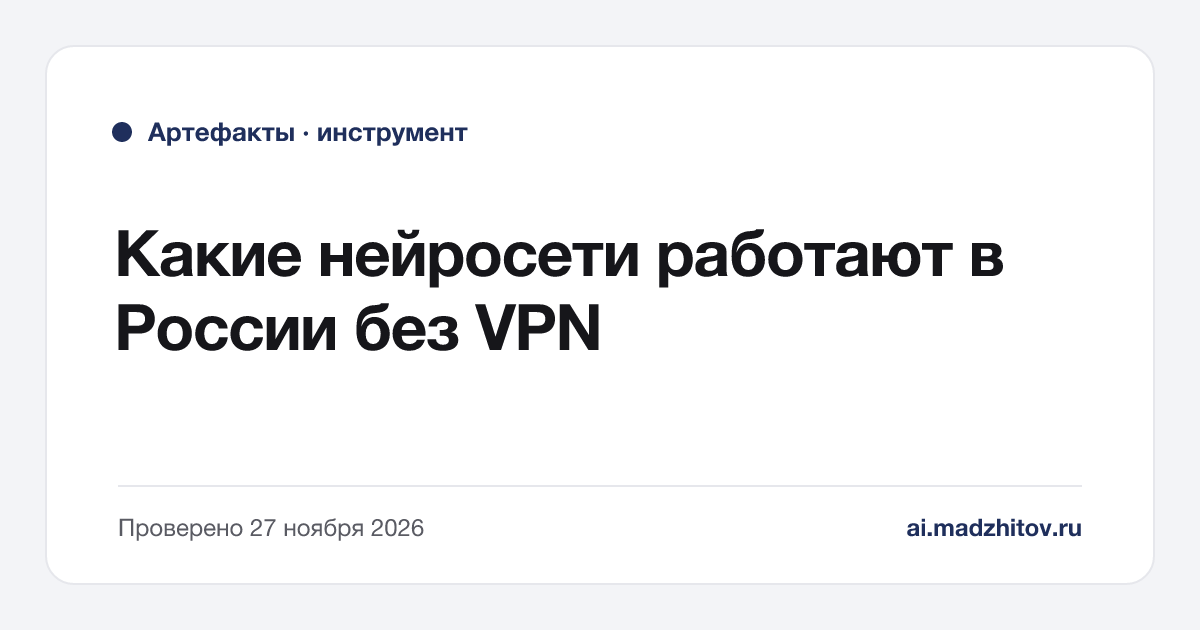 Артефакты · инструмент
Какие нейросети работают в
России без VPN
Проверено 27 ноября 2026
ai.madzhitov.ru